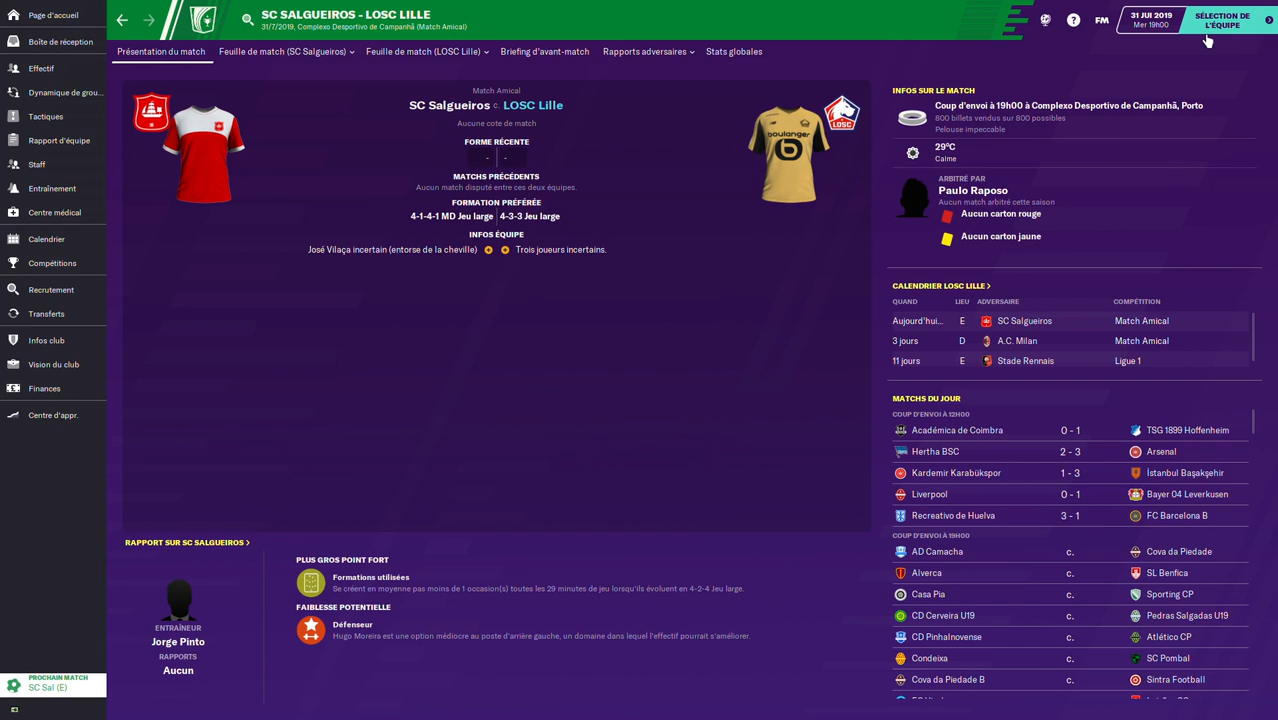 Page d'accueil
Boîte de réception
Effectif
Dynamique de grou...
Tactiques
Rapport d'équipe
Staff
Entraînement
Centre médical
Calendrier
Compétitions
Recrutement
Transferts
Infos club
Vision du club
Finances
Centre d'appr.
PROCHAIN MATCH
SC Sal (E)
SC SALGUEIROS - LOSC LILLE
31/7/2019, Complexo Desportivo de Campanhã (Match Amical)
FM
31 JUI 2019
Mer 19h00
SÉLECTION DE L'ÉQUIPE
Présentation du match
Feuille de match (SC Salgueiros)
Feuille de match (LOSC Lille)
Briefing d'avant-match
Rapports adversaires
Stats globales
Match Amical
SC Salgueiros c. LOSC Lille
Aucune cote de match
FORME RÉCENTE
- -
MATCHS PRÉCÉDENTS
Aucun match disputé entre ces deux équipes.
FORMATION PRÉFÉRÉE
4-1-4-1 MD Jeu large 4-3-3 Jeu large
INFOS ÉQUIPE
José Vilaça incertain (entorse de la cheville) Trois joueurs incertains.
boulanger
LOSC
RAPPORT SUR SC SALGUEIROS >
ENTRAÎNEUR
Jorge Pinto
RAPPORTS
Aucun
PLUS GROS POINT FORT
Formations utilisées
Se créent en moyenne pas moins de 1 occasion(s) toutes les 29 minutes de jeu lorsqu'ils évoluent en 4-2-4 Jeu large.
FAIBLESSE POTENTIELLE
Défenseur
Hugo Moreira est une option médiocre au poste d'arrière gauche, un domaine dans lequel l'effectif pourrait s'améliorer.
INFOS SUR LE MATCH
Coup d'envoi à 19h00 à Complexo Desportivo de Campanhã, Porto
800 billets vendus sur 800 possibles
Pelouse impeccable
29°C
Calme
ARBITRÉ PAR
Paulo Raposo
Aucun match arbitré cette saison
Aucun carton rouge
Aucun carton jaune
CALENDRIER LOSC LILLE >
QUAND LIEU ADVERSAIRE COMPÉTITION
Aujourd'hui... E SC Salgueiros Match Amical
3 jours D A.C. Milan Match Amical
11 jours E Stade Rennais Ligue 1
MATCHS DU JOUR
COUP D'ENVOI À 12H00
Académica de Coimbra 0 - 1 TSG 1899 Hoffenheim
Hertha BSC 2 - 3 Arsenal
Kardemir Karabükspor 1 - 3 İstanbul Başakşehir
Liverpool 0 - 1 Bayer 04 Leverkusen
Recreativo de Huelva 3 - 1 FC Barcelona B
COUP D'ENVOI À 19H00
AD Camacha c. Cova da Piedade
Alverca c. SL Benfica
Casa Pia c. Sporting CP
CD Cerveira U19 c. Pedras Salgadas U19
CD Pinhalnovense c. Atlético CP
Condeixa c. SC Pombal
Cova da Piedade B c. Sintra Football